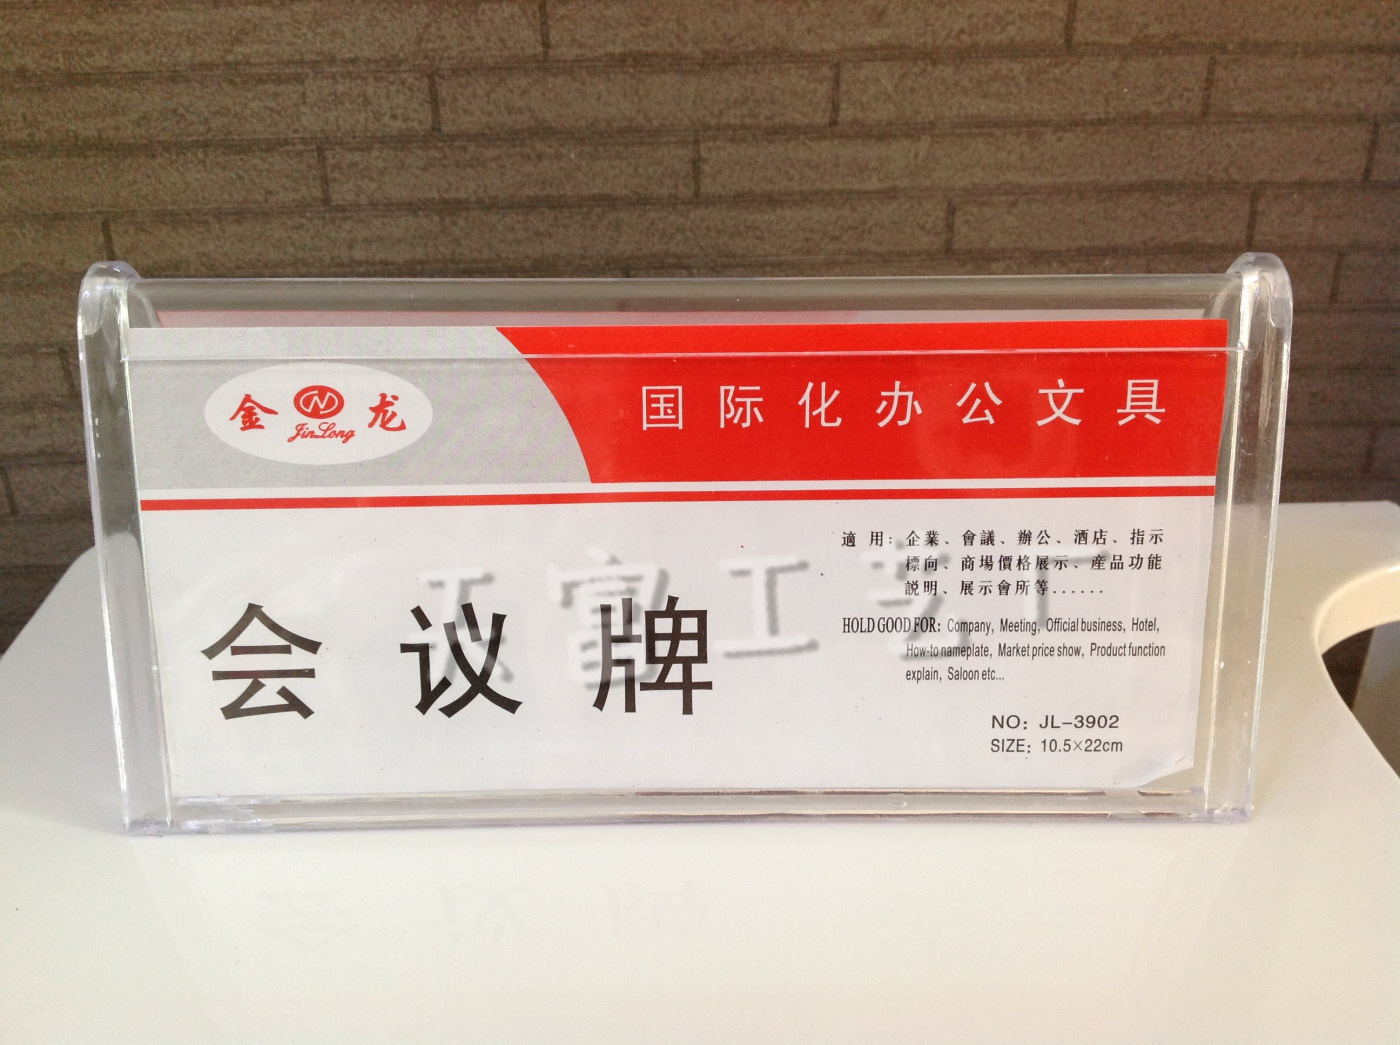 金 龙
JinLong
国际化办公文具
会议牌
適 用：企業、會議、辦公、酒店、指示
標向、商場價格展示、産品功能
説明、展示會所等......
HOLD GOOD FOR: Company, Meeting, Official business, Hotel,
How-to nameplate, Market price show, Product function
explain, Saloon etc...
NO: JL-3902
SIZE: 10.5×22cm